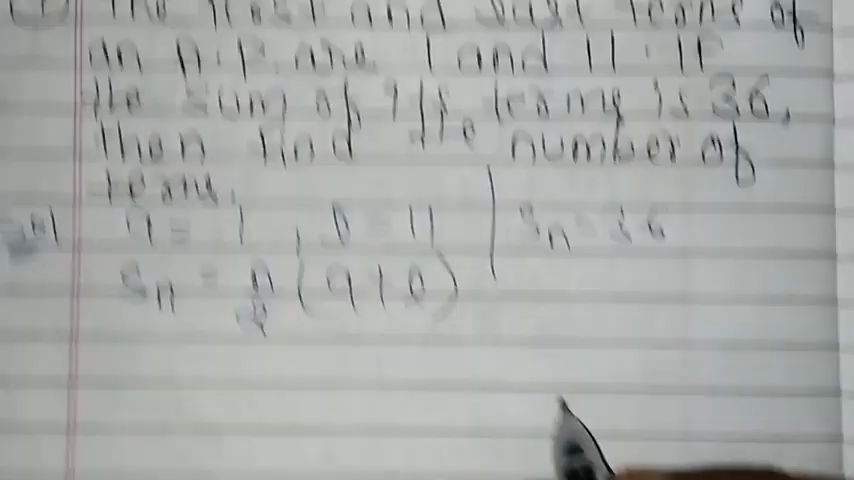 The first and last terms of
an A.P. are 1 and 11. If
the sum of its terms is 36,
then find the number of
terms.
sol a = 1, l = 11 | Sn = 36
Sn = n/2 (a + l)